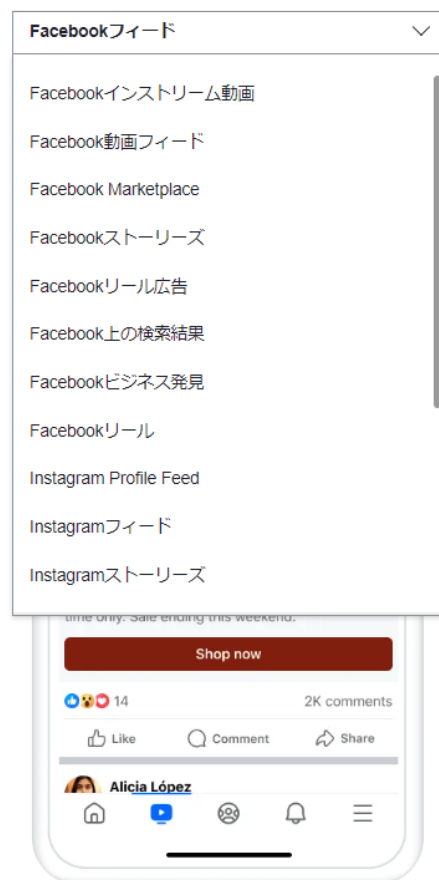 Facebookフィード
Facebookインストリーム動画
Facebook動画フィード
Facebook Marketplace
Facebookストーリーズ
Facebookリール広告
Facebook上の検索結果
Facebookビジネス発見
Facebookリール
Instagram Profile Feed
Instagramフィード
Instagramストーリーズ
time only. Sale ending this weekend.
Shop now
14 2K comments
Like Comment Share
Alicia López